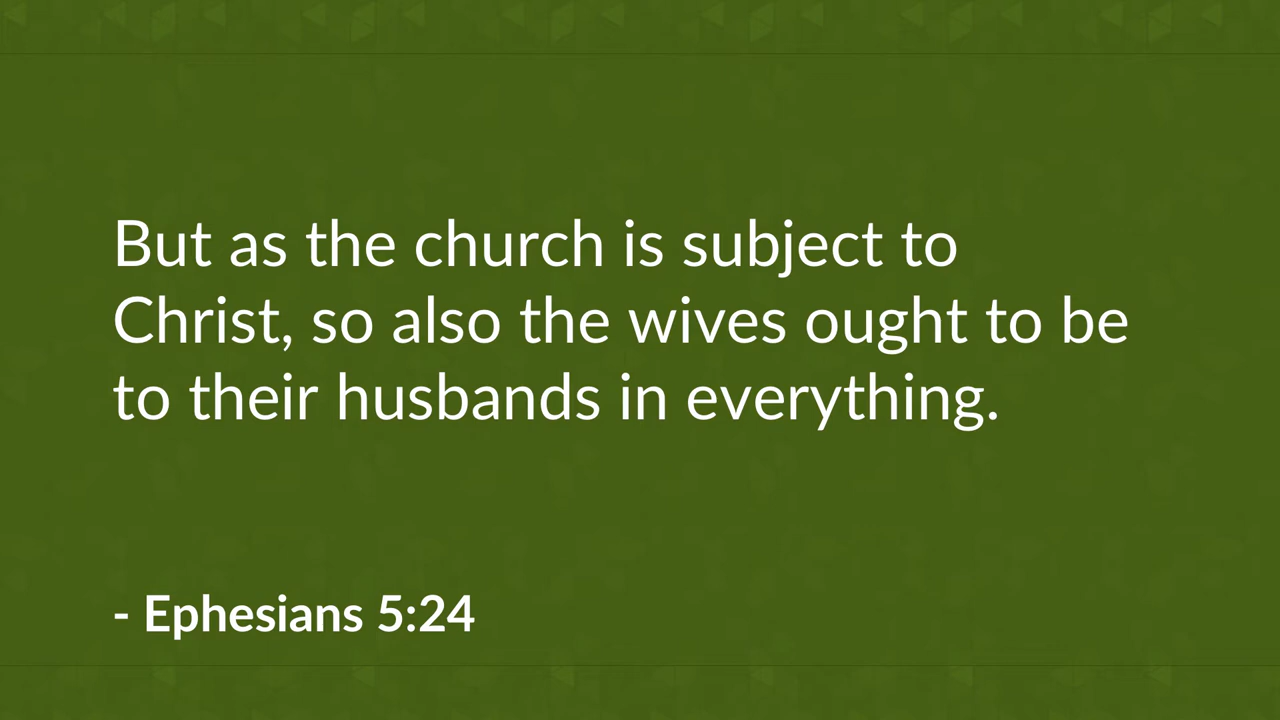 But as the church is subject to
Christ, so also the wives ought to be
to their husbands in everything.
- Ephesians 5:24